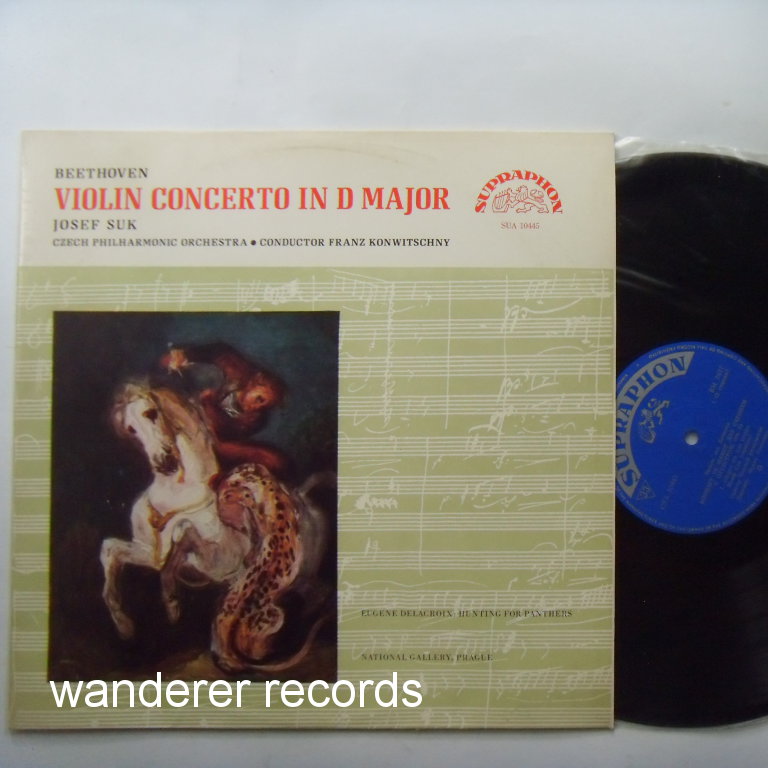 BEETHOVEN
VIOLIN CONCERTO IN D MAJOR
JOSEF SUK
CZECH PHILHARMONIC ORCHESTRA ● CONDUCTOR FRANZ KONWITSCHNY
SUPRAPHON
SUA 10445
EUGENE DELACROIX: HUNTING FOR PANTHERS
NATIONAL GALLERY, PRAGUE
SUPRAPHON
wanderer records